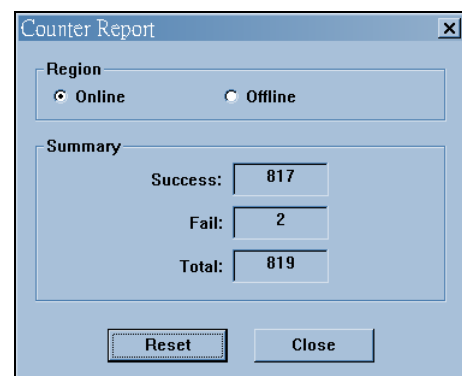 Counter Report
Region
Online Offline
Summary
Success: 817
Fail: 2
Total: 819
Reset Close